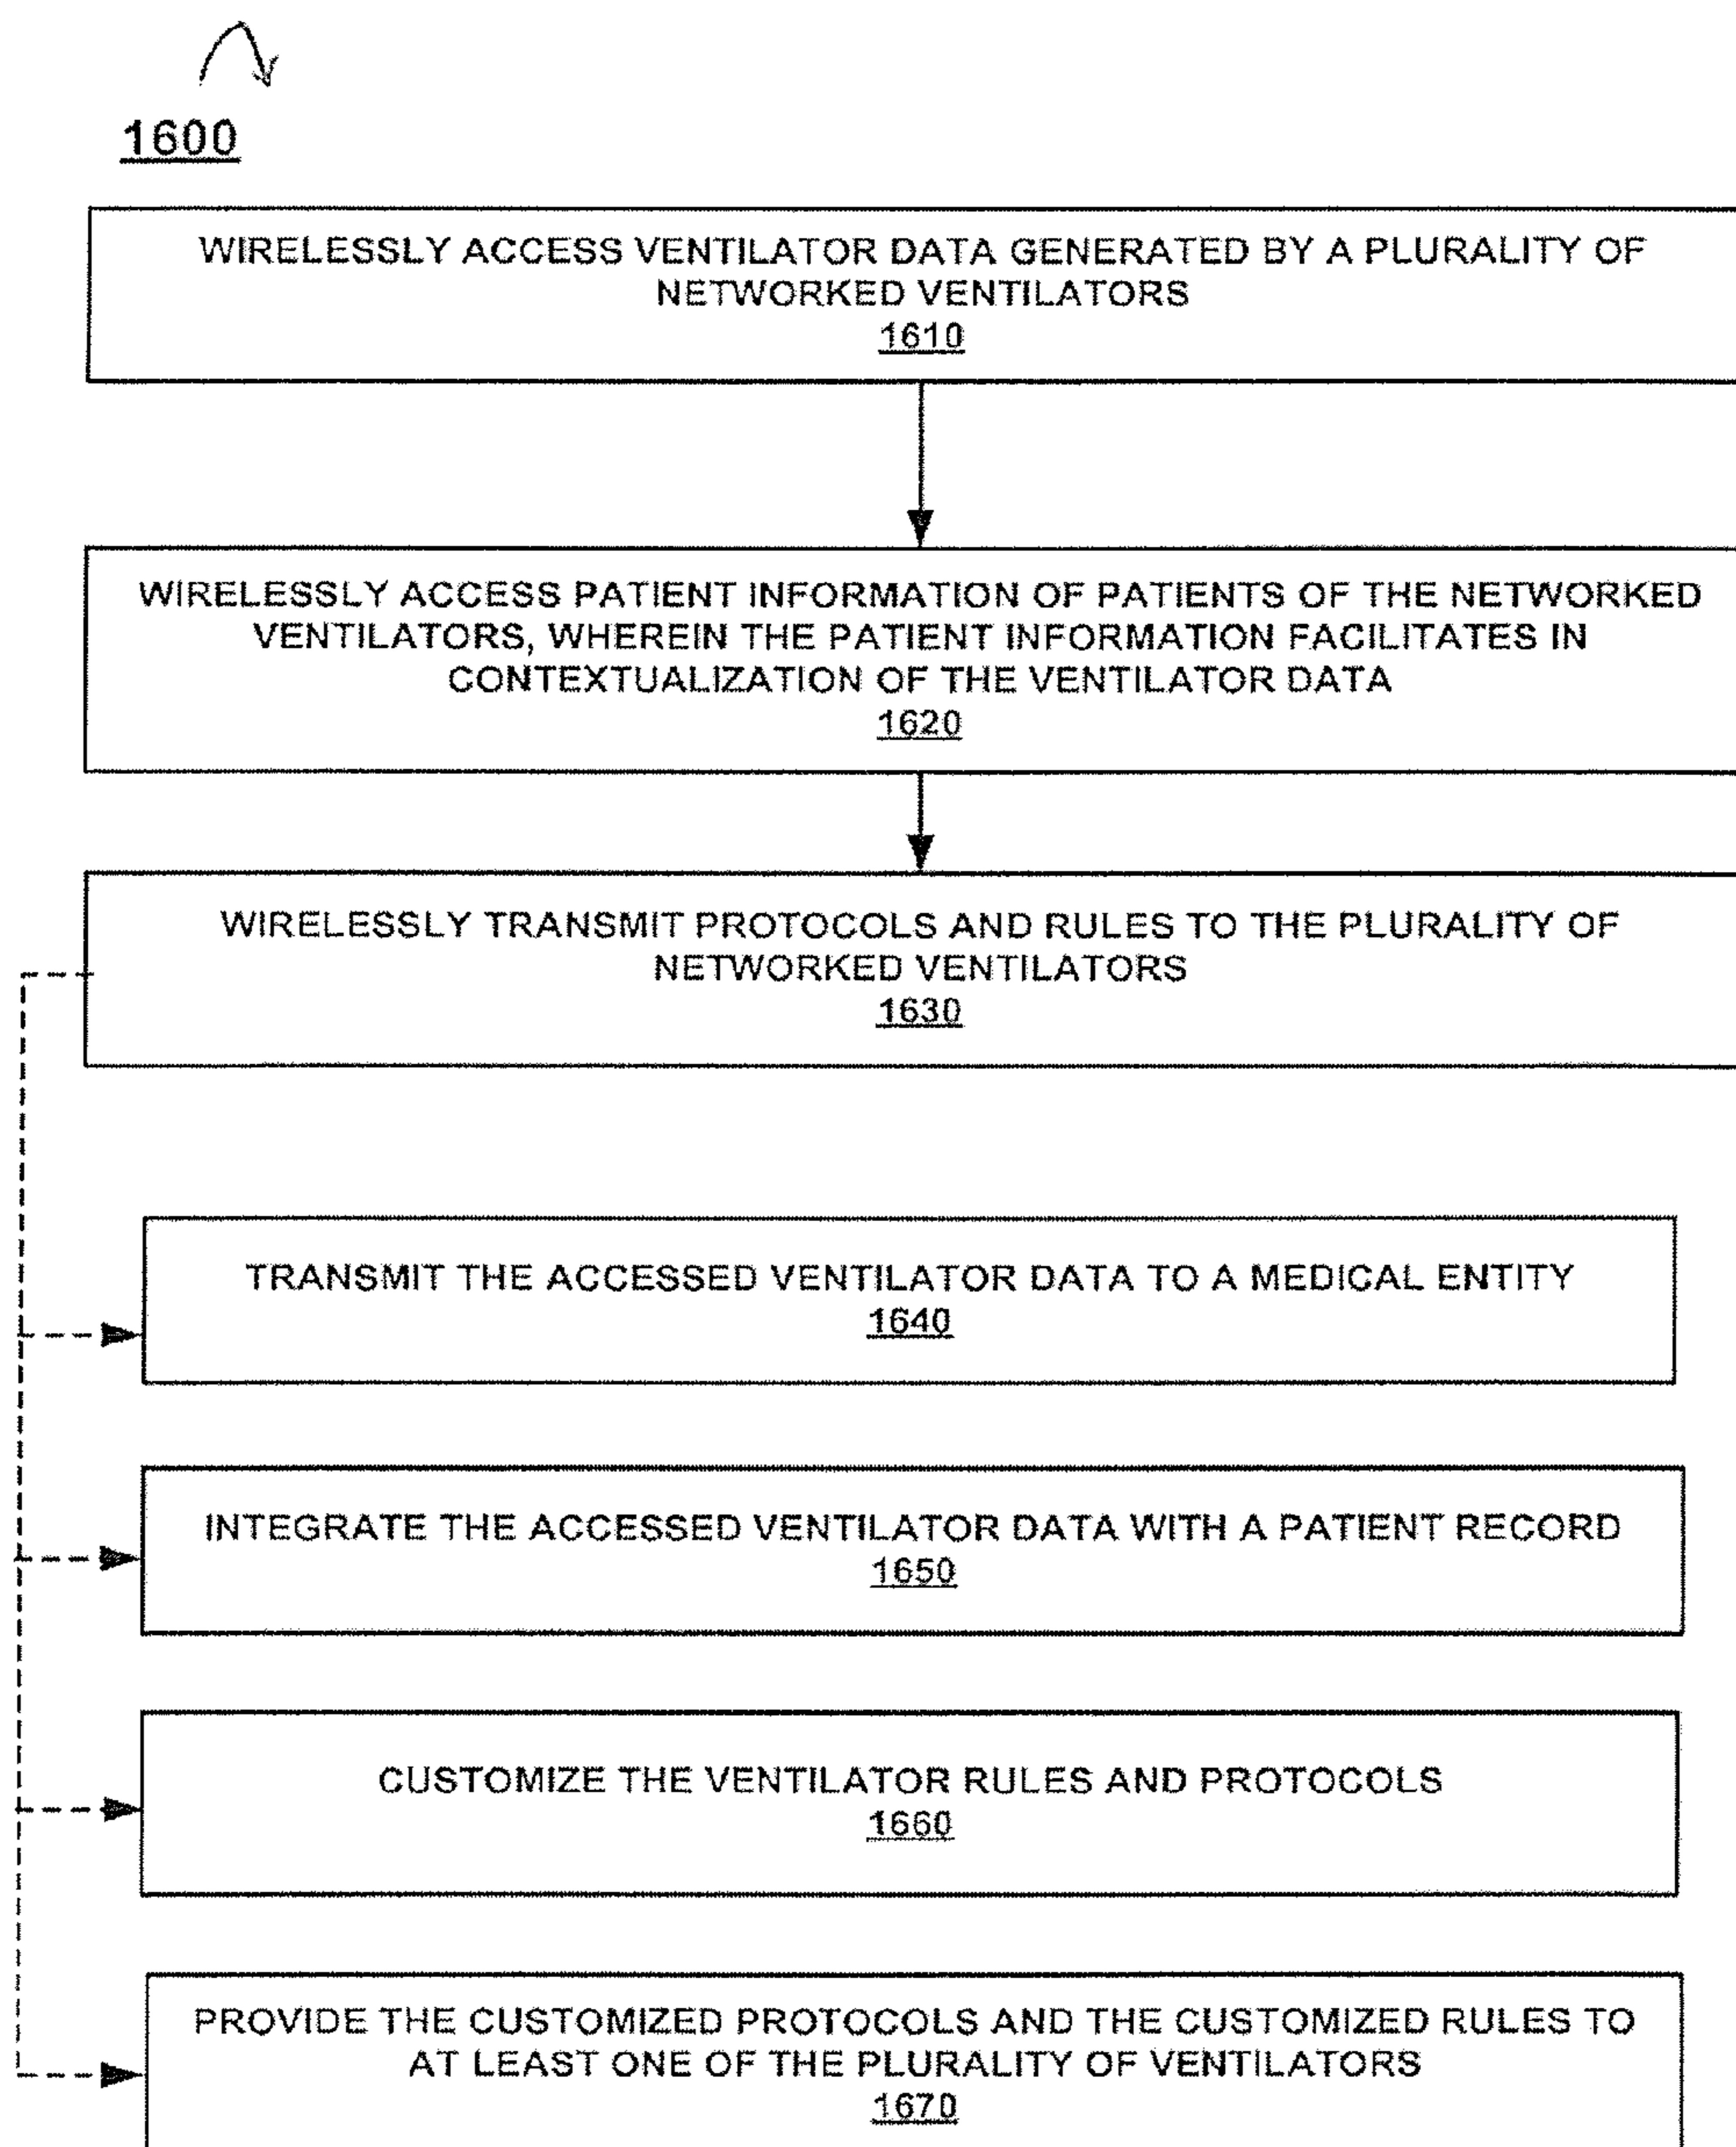 1600
WIRELESSLY ACCESS VENTILATOR DATA GENERATED BY A PLURALITY OF
NETWORKED VENTILATORS
1610
WIRELESSLY ACCESS PATIENT INFORMATION OF PATIENTS OF THE NETWORKED
VENTILATORS, WHEREIN THE PATIENT INFORMATION FACILITATES IN
CONTEXTUALIZATION OF THE VENTILATOR DATA
1620
WIRELESSLY TRANSMIT PROTOCOLS AND RULES TO THE PLURALITY OF
NETWORKED VENTILATORS
1630
TRANSMIT THE ACCESSED VENTILATOR DATA TO A MEDICAL ENTITY
1640
INTEGRATE THE ACCESSED VENTILATOR DATA WITH A PATIENT RECORD
1650
CUSTOMIZE THE VENTILATOR RULES AND PROTOCOLS
1660
PROVIDE THE CUSTOMIZED PROTOCOLS AND THE CUSTOMIZED RULES TO
AT LEAST ONE OF THE PLURALITY OF VENTILATORS
1670